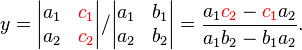 y = |a₁ c₁; a₂ c₂| / |a₁ b₁; a₂ b₂| = (a₁c₂ − c₁a₂) / (a₁b₂ − b₁a₂).